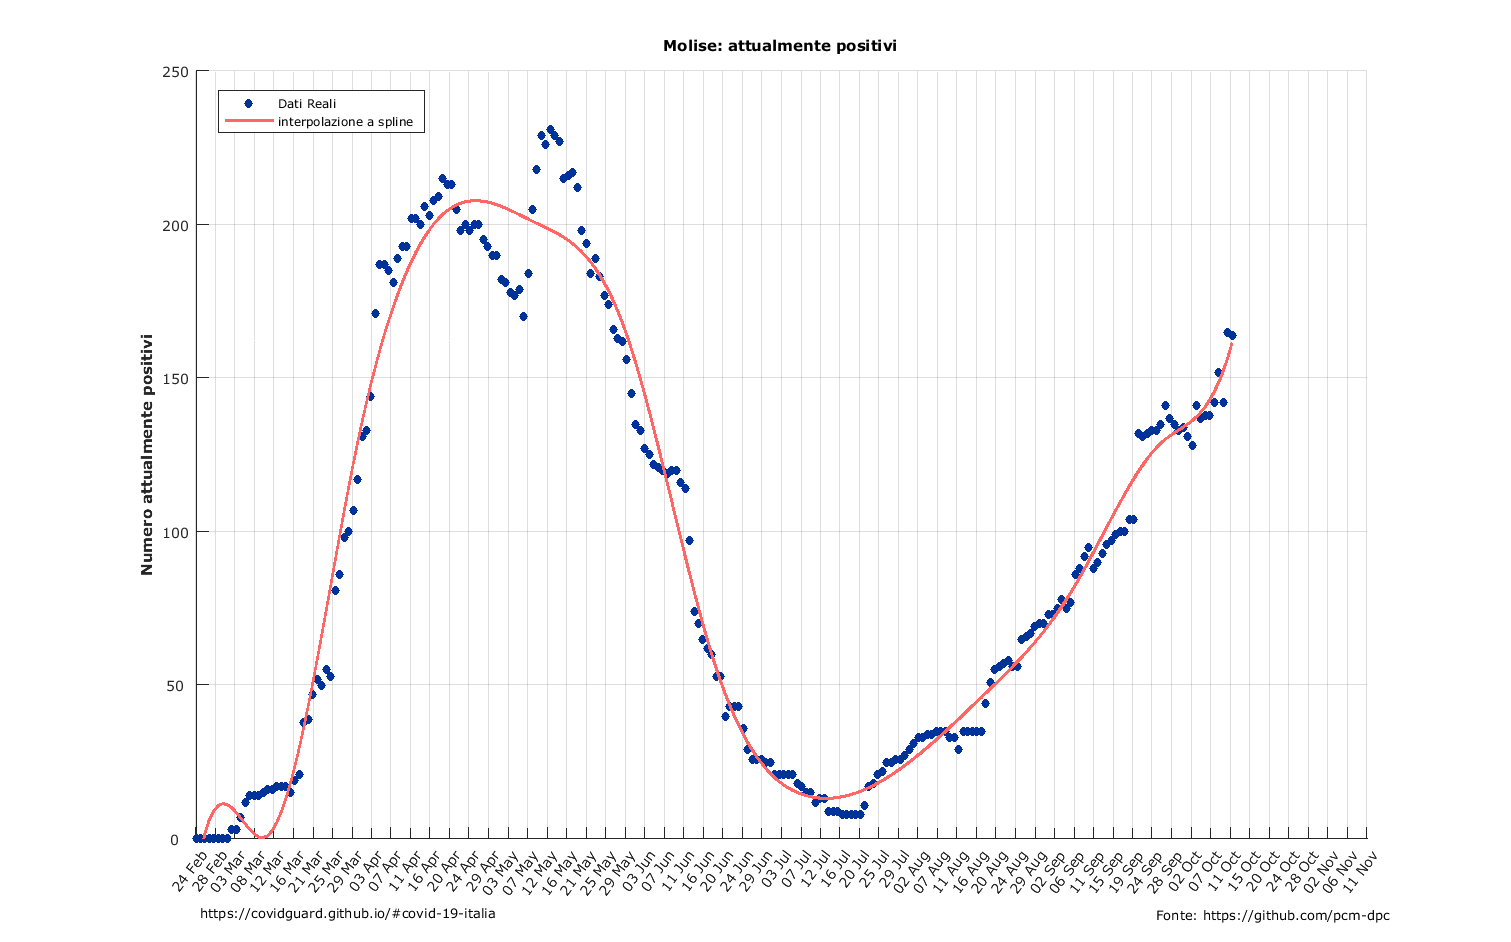 Molise: attualmente positivi
250
200
150
100
50
0
Numero attualmente positivi
Dati Reali
interpolazione a spline
24 Feb
28 Feb
03 Mar
08 Mar
12 Mar
16 Mar
21 Mar
25 Mar
29 Mar
03 Apr
07 Apr
11 Apr
16 Apr
20 Apr
24 Apr
29 Apr
03 May
07 May
12 May
16 May
21 May
25 May
29 May
03 Jun
07 Jun
11 Jun
16 Jun
20 Jun
24 Jun
29 Jun
03 Jul
07 Jul
12 Jul
16 Jul
20 Jul
25 Jul
29 Jul
02 Aug
07 Aug
11 Aug
16 Aug
20 Aug
24 Aug
29 Aug
02 Sep
06 Sep
11 Sep
15 Sep
19 Sep
24 Sep
28 Sep
02 Oct
07 Oct
11 Oct
15 Oct
20 Oct
24 Oct
28 Oct
02 Nov
06 Nov
11 Nov
https://covidguard.github.io/#covid-19-italia
Fonte: https://github.com/pcm-dpc